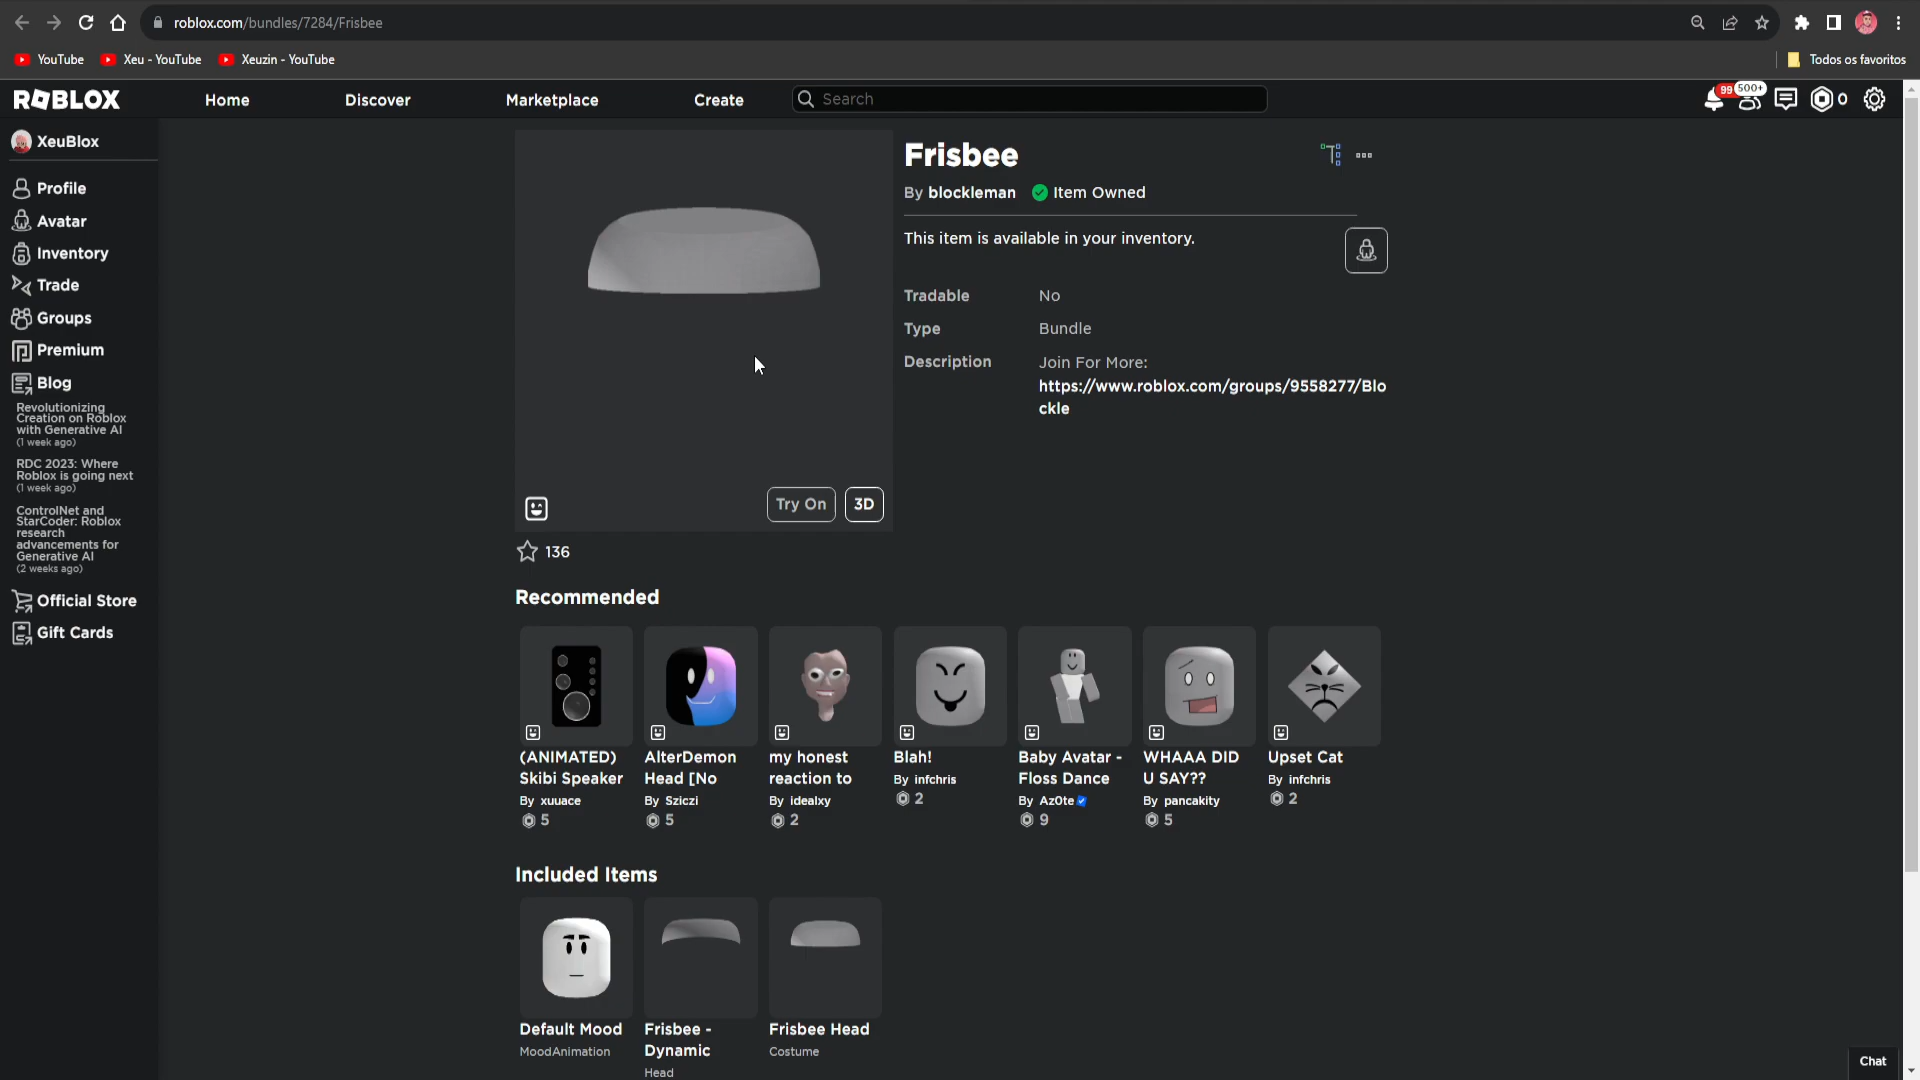 roblox.com/bundles/7284/Frisbee
YouTube
Xeu - YouTube
Xeuzin - YouTube
Todos os favoritos
ROBLOX
Home
Discover
Marketplace
Create
Search
99
500+
0
XeuBlox
Profile
Avatar
Inventory
Trade
Groups
Premium
Blog
Revolutionizing
Creation on Roblox
with Generative AI
(1 week ago)
RDC 2023: Where
Roblox is going next
(1 week ago)
ControlNet and
StarCoder: Roblox
research
advancements for
Generative AI
(2 weeks ago)
Official Store
Gift Cards
Frisbee
By blockleman
Item Owned
This item is available in your inventory.
Tradable
No
Type
Bundle
Description
Join For More:
https://www.roblox.com/groups/9558277/Blo
ckle
Try On
3D
136
Recommended
(ANIMATED)
Skibi Speaker
By xuuace
5
AlterDemon
Head [No
By Sziczi
5
my honest
reaction to
By idealxy
2
Blah!
By infchris
2
Baby Avatar -
Floss Dance
By Az0te
9
WHAAA DID
U SAY??
By pancakity
5
Upset Cat
By infchris
2
Included Items
Default Mood
MoodAnimation
Frisbee -
Dynamic
Head
Frisbee Head
Costume
Chat